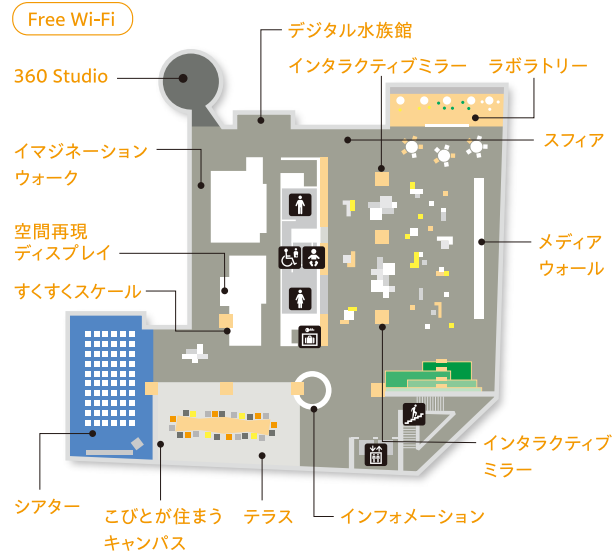 Free Wi-Fi
デジタル水族館
360 Studio
インタラクティブミラー
ラボラトリー
スフィア
イマジネーション
ウォーク
空間再現
ディスプレイ
メディア
ウォール
すくすくスケール
インタラクティブ
ミラー
シアター
こびとが住まう
キャンパス
テラス
インフォメーション